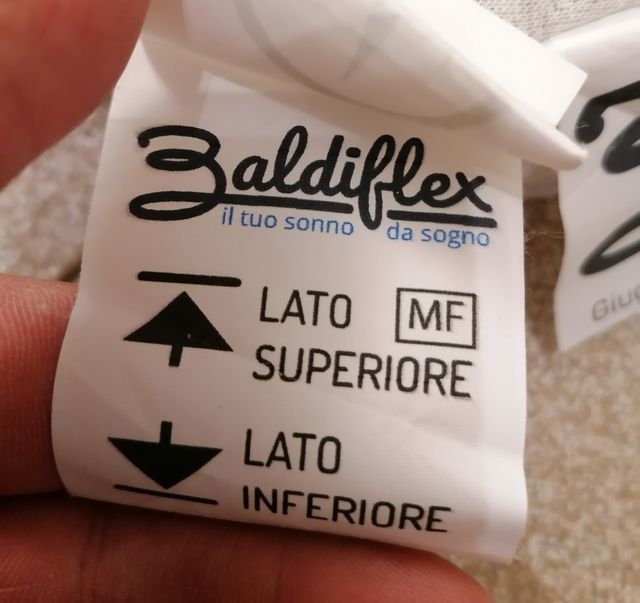 Baldiflex
il tuo sonno da sogno
LATO MF
SUPERIORE
LATO
INFERIORE